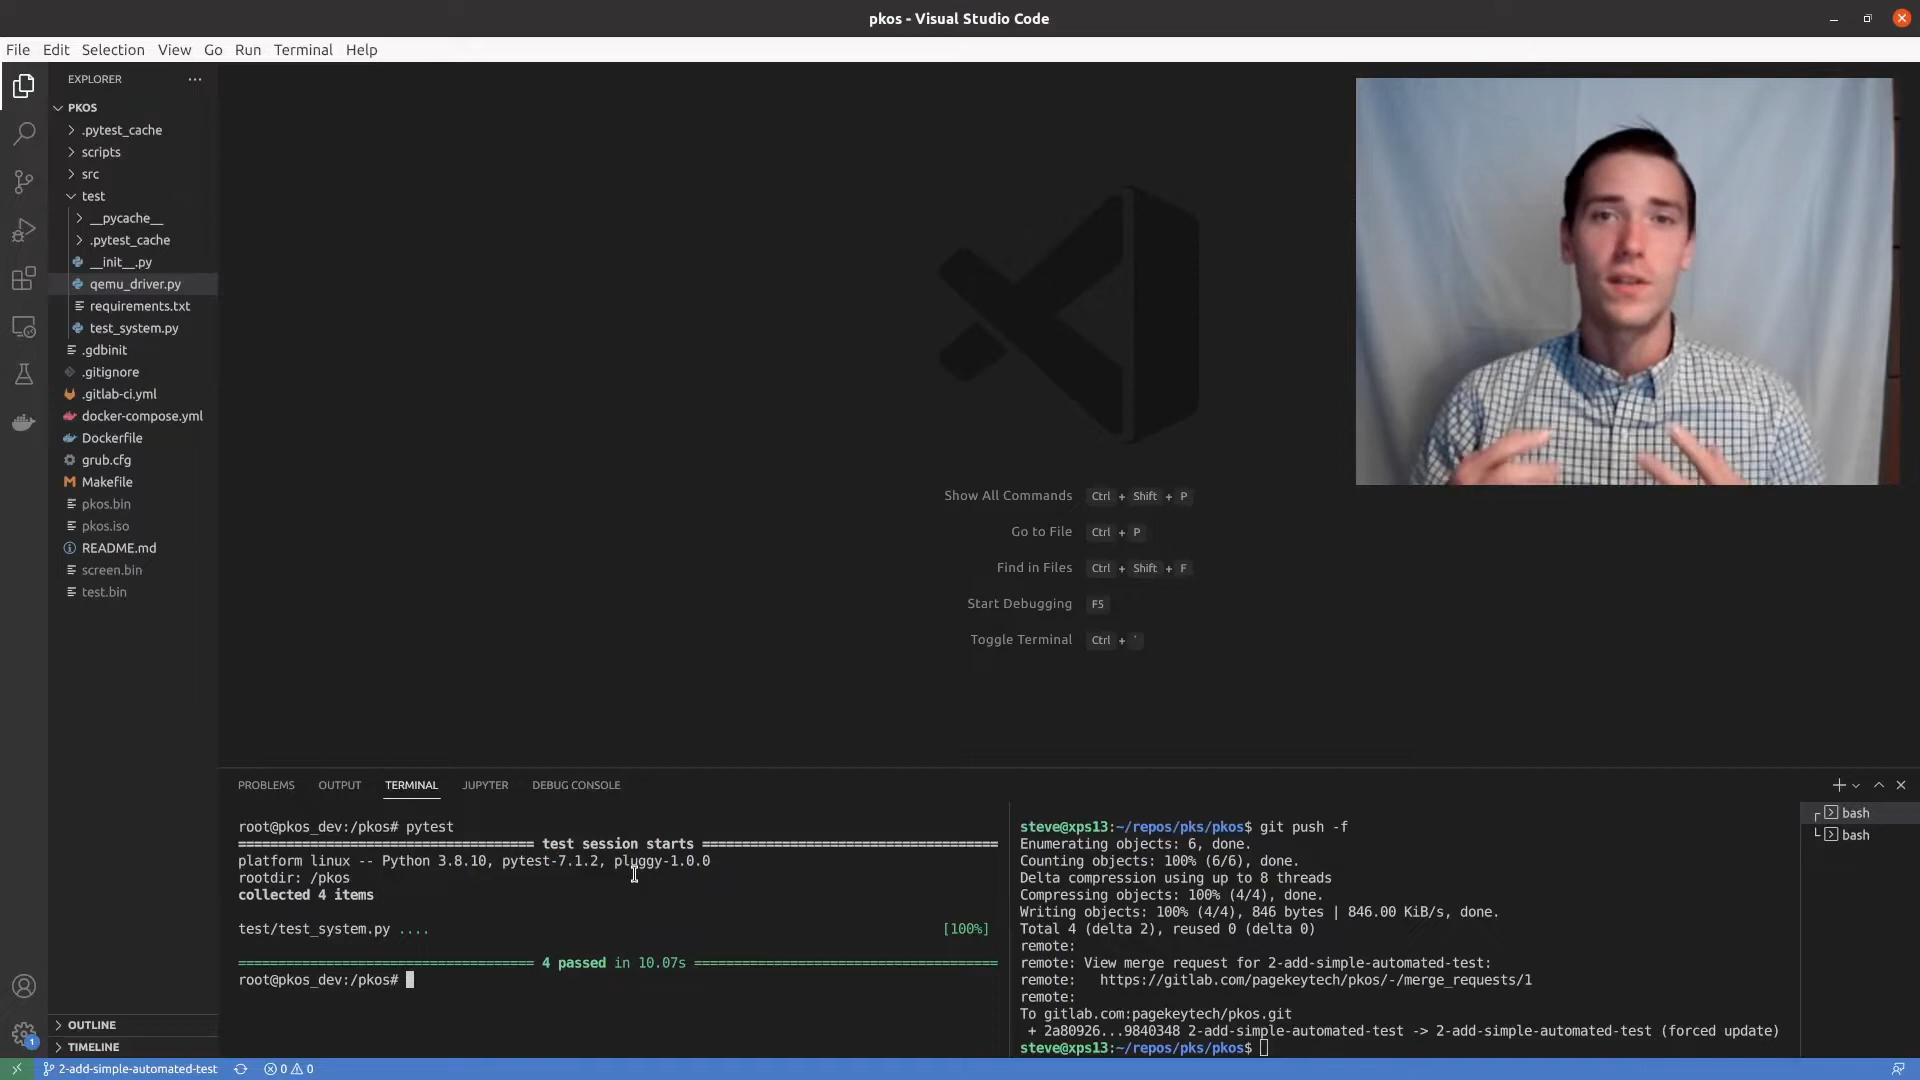 pkos - Visual Studio Code
File Edit Selection View Go Run Terminal Help
EXPLORER
PKOS
.pytest_cache
scripts
src
test
__pycache__
.pytest_cache
__init__.py
qemu_driver.py
requirements.txt
test_system.py
.gdbinit
.gitignore
.gitlab-ci.yml
docker-compose.yml
Dockerfile
grub.cfg
Makefile
pkos.bin
pkos.iso
README.md
screen.bin
test.bin
OUTLINE
TIMELINE
Show All Commands Ctrl + Shift + P
Go to File Ctrl + P
Find in Files Ctrl + Shift + F
Start Debugging F5
Toggle Terminal Ctrl + `
PROBLEMS OUTPUT TERMINAL JUPYTER DEBUG CONSOLE
root@pkos_dev:/pkos# pytest
===================================== test session starts =====================================
platform linux -- Python 3.8.10, pytest-7.1.2, pluggy-1.0.0
rootdir: /pkos
collected 4 items
test/test_system.py .... [100%]
===================================== 4 passed in 10.07s ======================================
root@pkos_dev:/pkos#
steve@xps13:~/repos/pks/pkos$ git push -f
Enumerating objects: 6, done.
Counting objects: 100% (6/6), done.
Delta compression using up to 8 threads
Compressing objects: 100% (4/4), done.
Writing objects: 100% (4/4), 846 bytes | 846.00 KiB/s, done.
Total 4 (delta 2), reused 0 (delta 0)
remote:
remote: View merge request for 2-add-simple-automated-test:
remote:   https://gitlab.com/pagekeytech/pkos/-/merge_requests/1
remote:
To gitlab.com:pagekeytech/pkos.git
 + 2a80926...9840348 2-add-simple-automated-test -> 2-add-simple-automated-test (forced update)
steve@xps13:~/repos/pks/pkos$
bash
bash
1
2-add-simple-automated-test 0 0